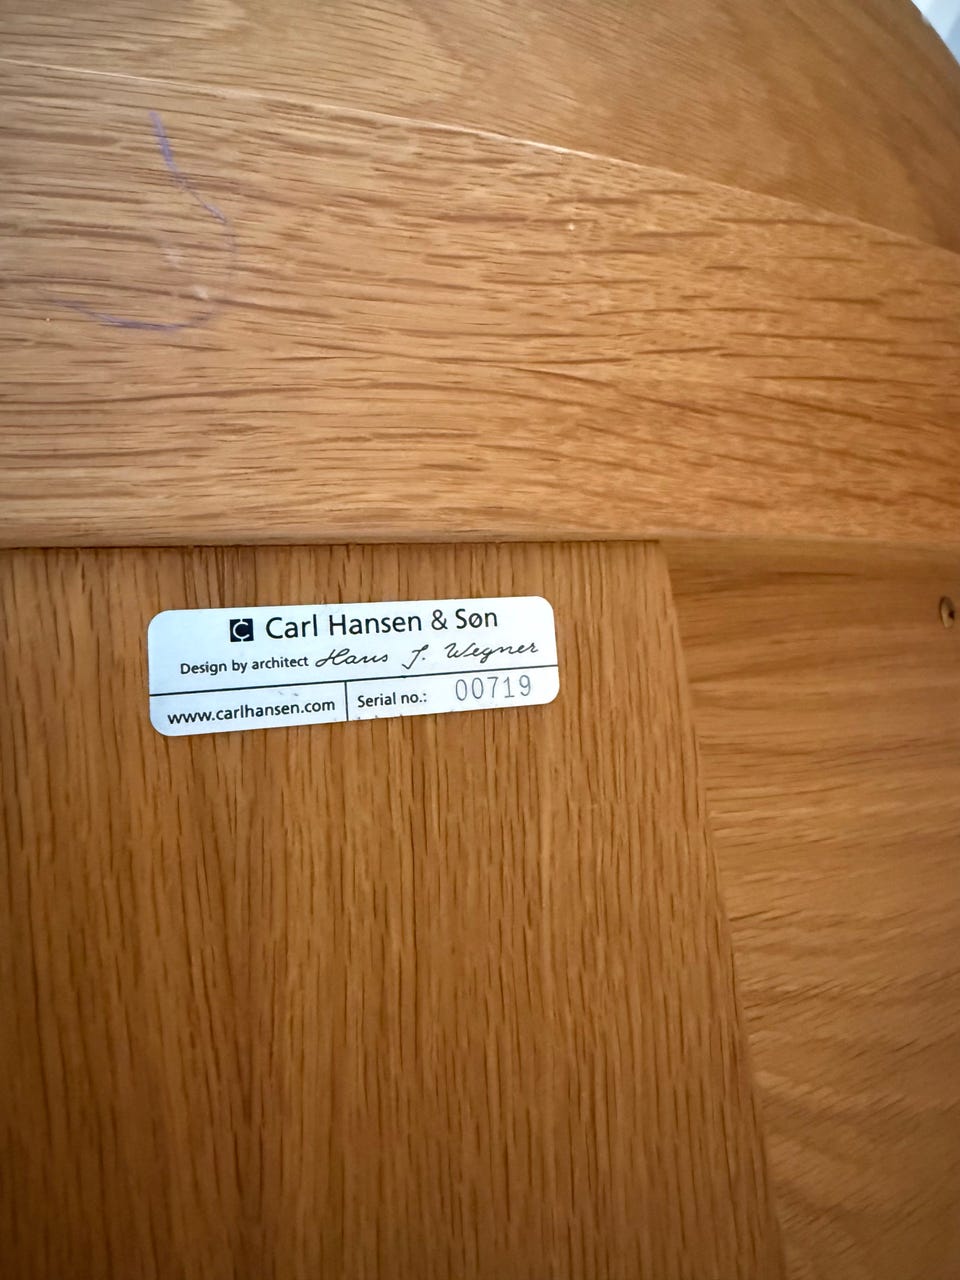 Carl Hansen & Søn
Design by architect Hans J. Wegner
www.carlhansen.com
Serial no.: 00719